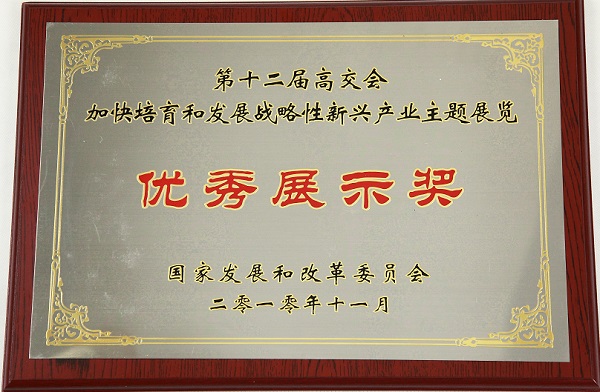 第十二届高交会
加快培育和发展战略性新兴产业主题展览
优秀展示奖
国家发展和改革委员会
二零一零年十一月